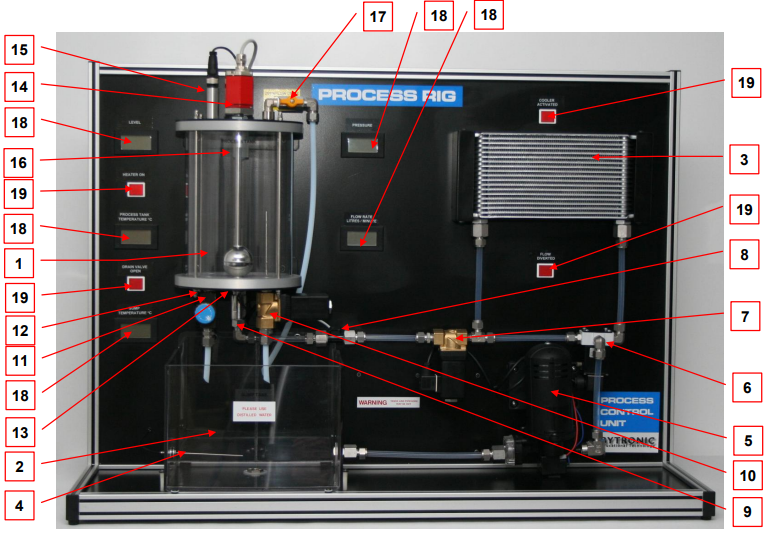 17
18
18
15
14
18
16
19
18
1
19
12
11
18
13
2
4
19
3
19
8
7
6
5
10
9
PROCESS RIG
LEVEL
HEATER ON
PROCESS TANK
TEMPERATURE °C
DRAIN VALVE
OPEN
TEMPERATURE °C
PRESSURE
FLOW RATE
LITRES / MINUTE
COOLER
ACTIVATED
FLOW
DIVERTED
PLEASE USE
DISTILLED WATER
WARNING
PROCESS
CONTROL
UNIT